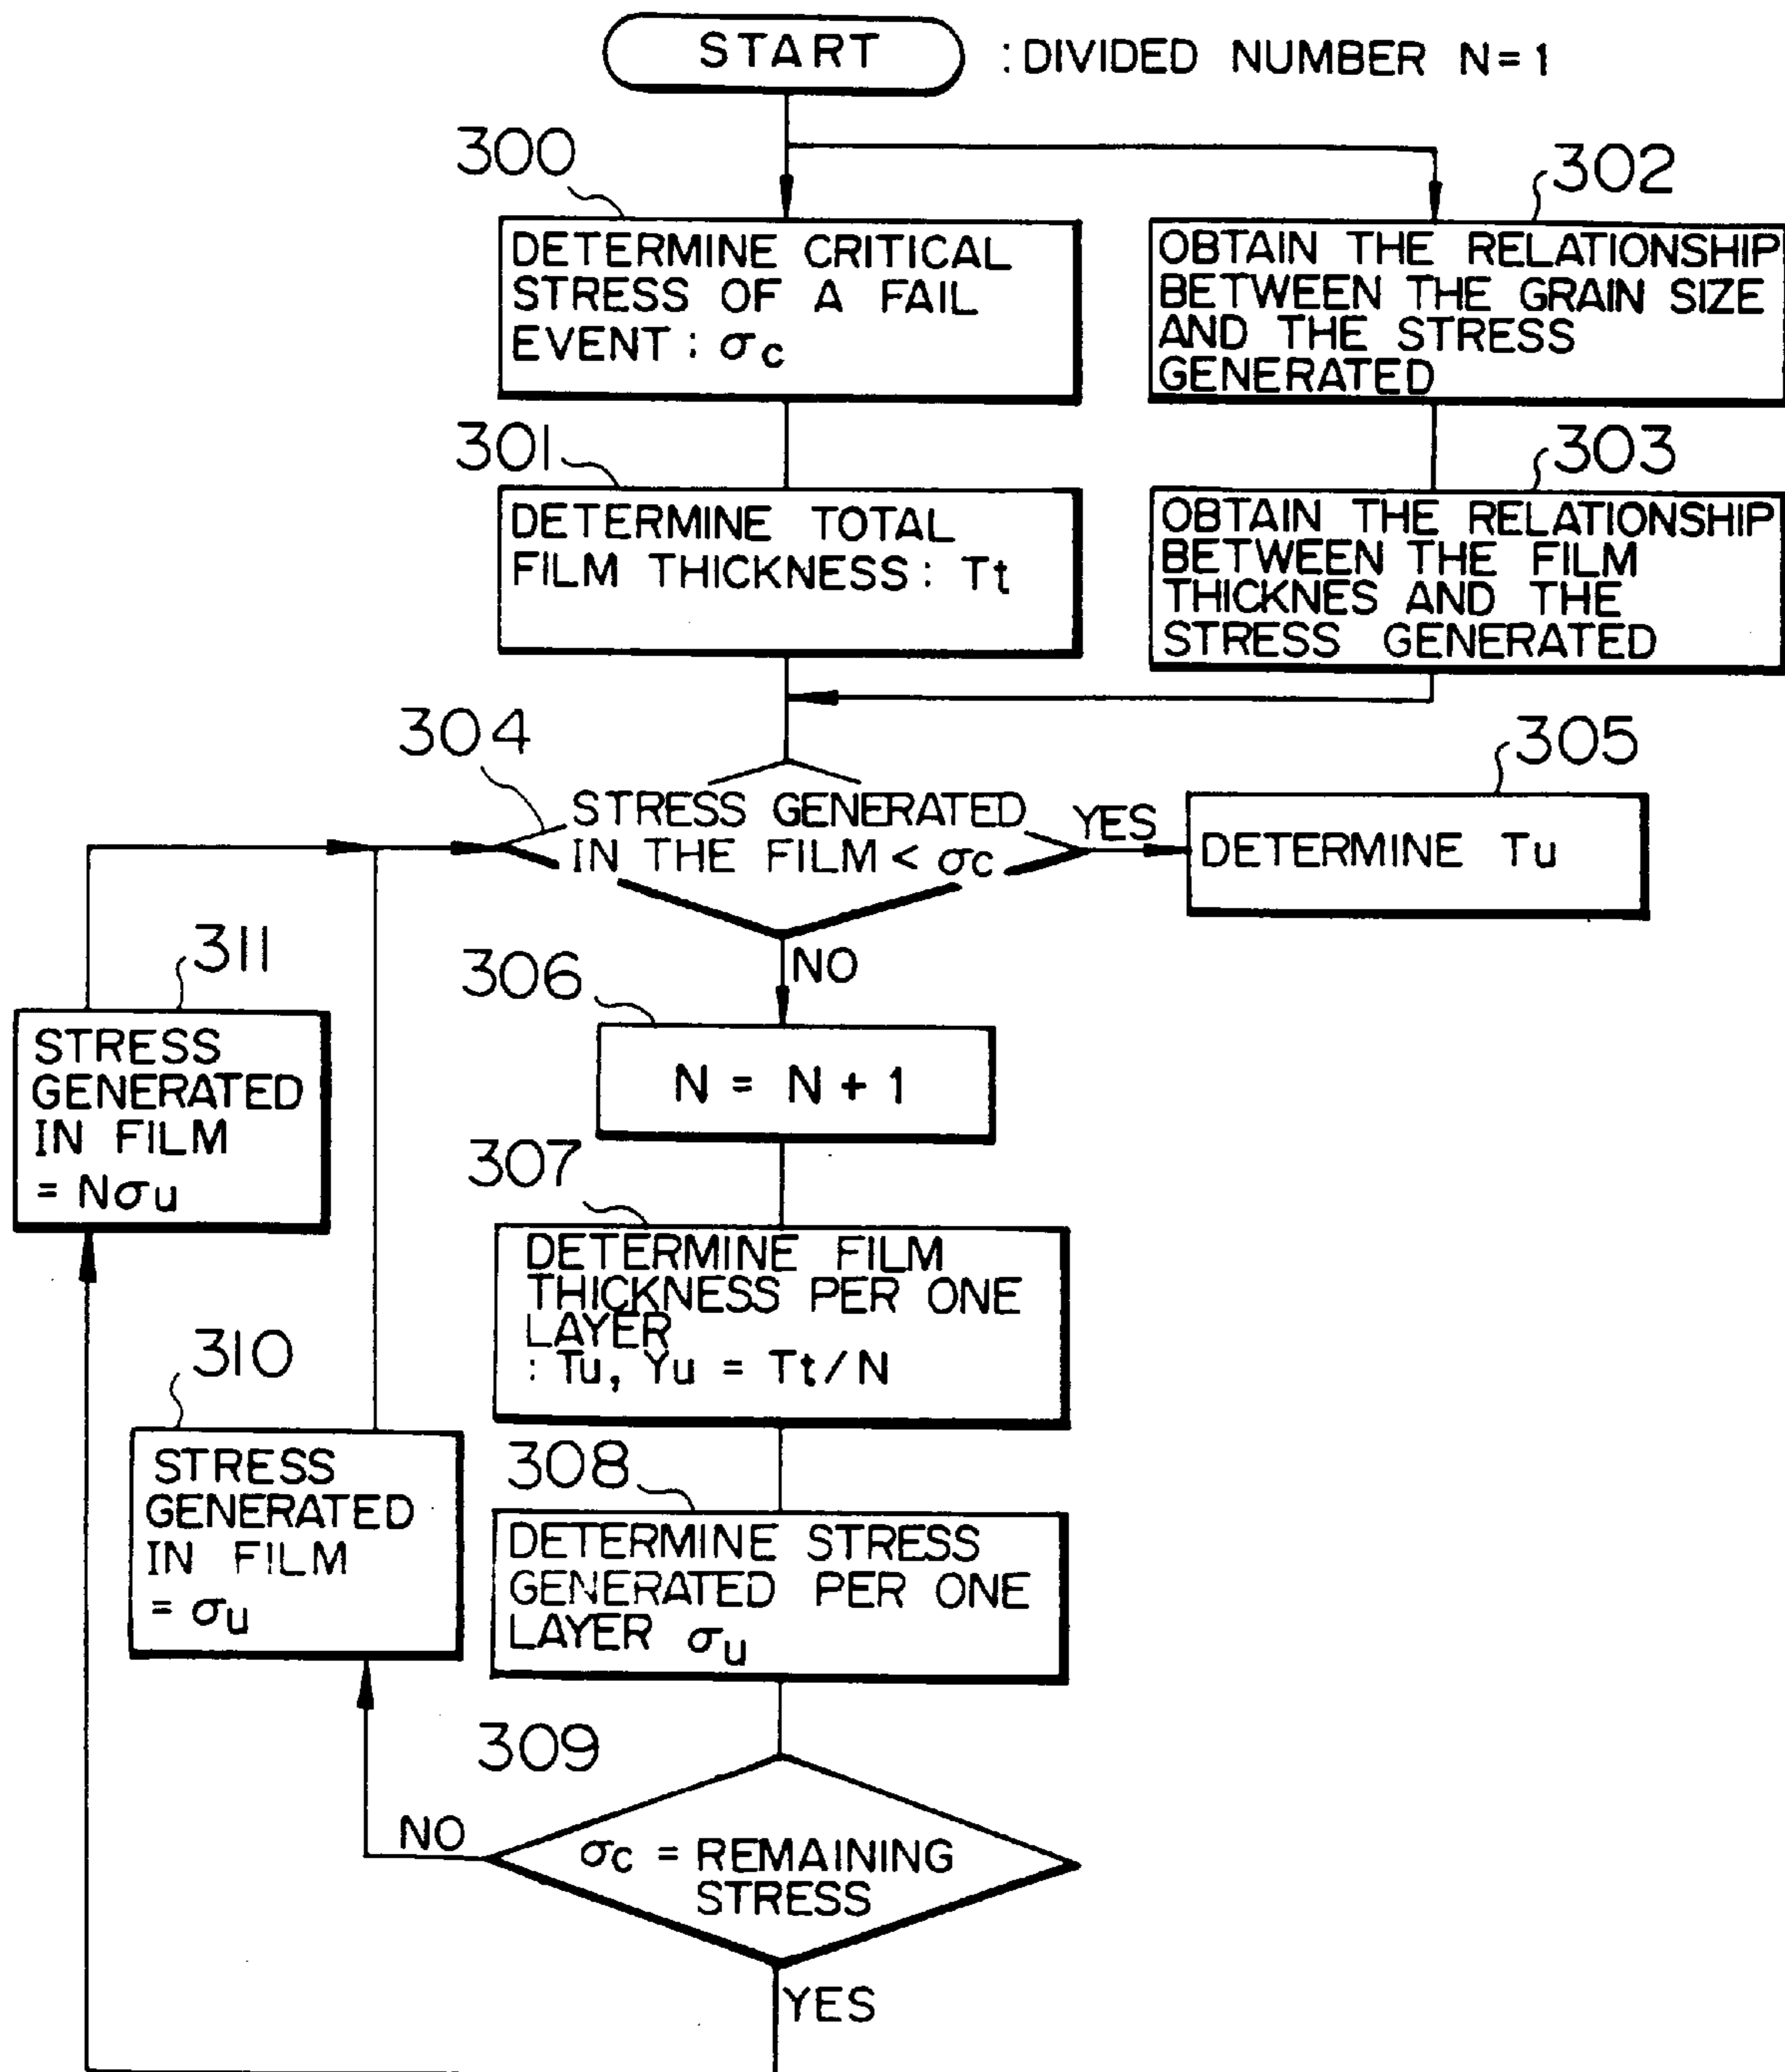 START
: DIVIDED NUMBER N=1
300
DETERMINE CRITICAL
STRESS OF A FAIL
EVENT : σc
302
OBTAIN THE RELATIONSHIP
BETWEEN THE GRAIN SIZE
AND THE STRESS
GENERATED
301
DETERMINE TOTAL
FILM THICKNESS : Tt
303
OBTAIN THE RELATIONSHIP
BETWEEN THE FILM
THICKNES AND THE
STRESS GENERATED
304
STRESS GENERATED
IN THE FILM < σc
YES
305
DETERMINE Tu
NO
306
N = N + 1
311
STRESS
GENERATED
IN FILM
= Nσu
307
DETERMINE FILM
THICKNESS PER ONE
LAYER
: Tu, Yu = Tt/N
310
STRESS
GENERATED
IN FILM
= σu
308
DETERMINE STRESS
GENERATED PER ONE
LAYER σu
309
NO
σc = REMAINING
STRESS
YES